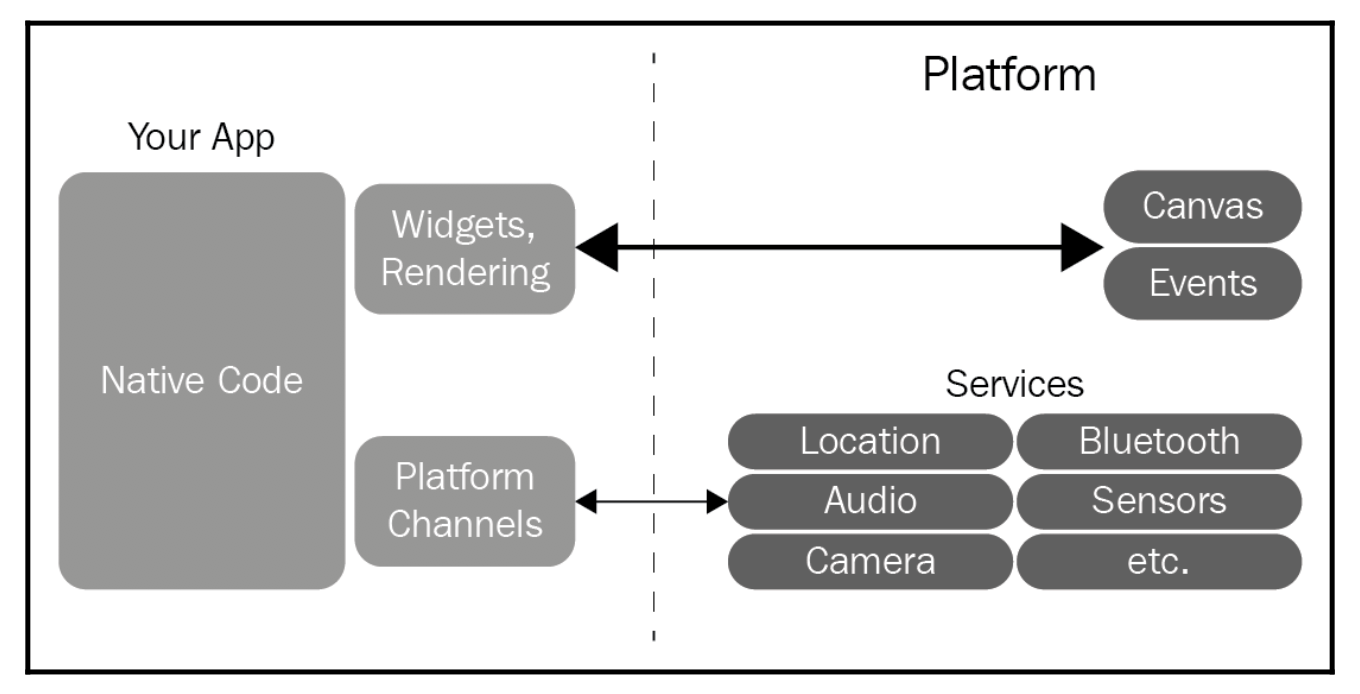 Platform
Your App
Widgets,
Rendering
Native Code
Platform
Channels
Canvas
Events
Services
Location
Bluetooth
Audio
Sensors
Camera
etc.